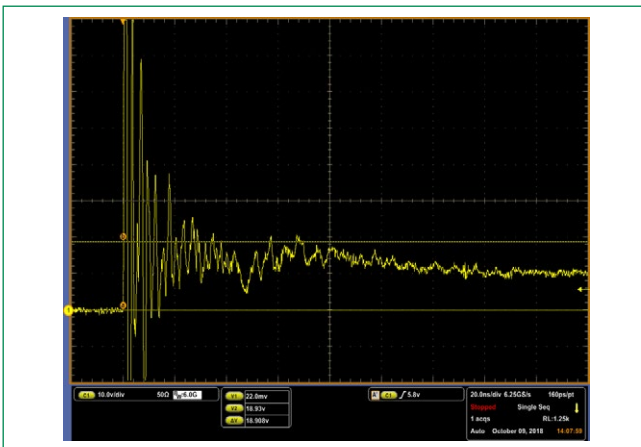 b
a
1
C1 10.0v/div 50Ω BW:6.0G
V1 22.0mv
V2 18.93v
ΔV 18.908v
A' C1 5.8v
20.0ns/div 6.25GS/s 160ps/pt
Stopped Single Seq
1 acqs RL:1.25k
Auto October 09, 2018 14:07:59